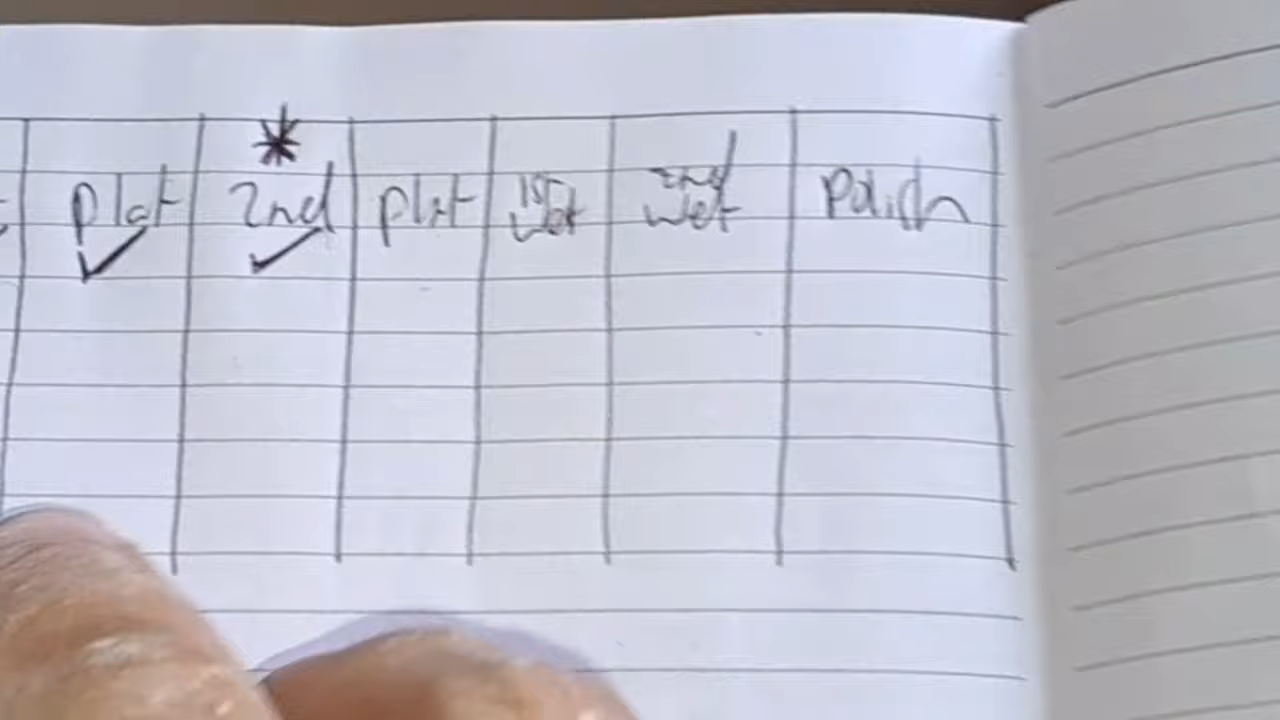 *
plat 2nd plat 1st wet 2nd wet Polish
✓ ✓